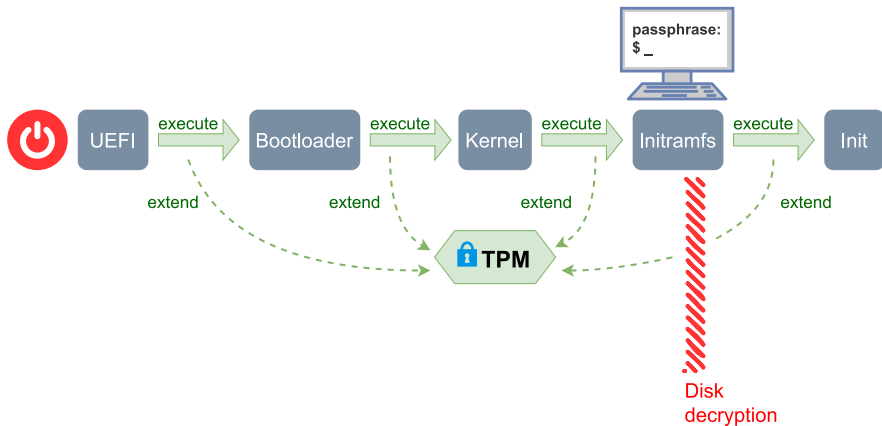 passphrase:
$ _
execute
execute
execute
execute
UEFI
Bootloader
Kernel
Initramfs
Init
extend
extend
extend
extend
TPM
Disk
decryption